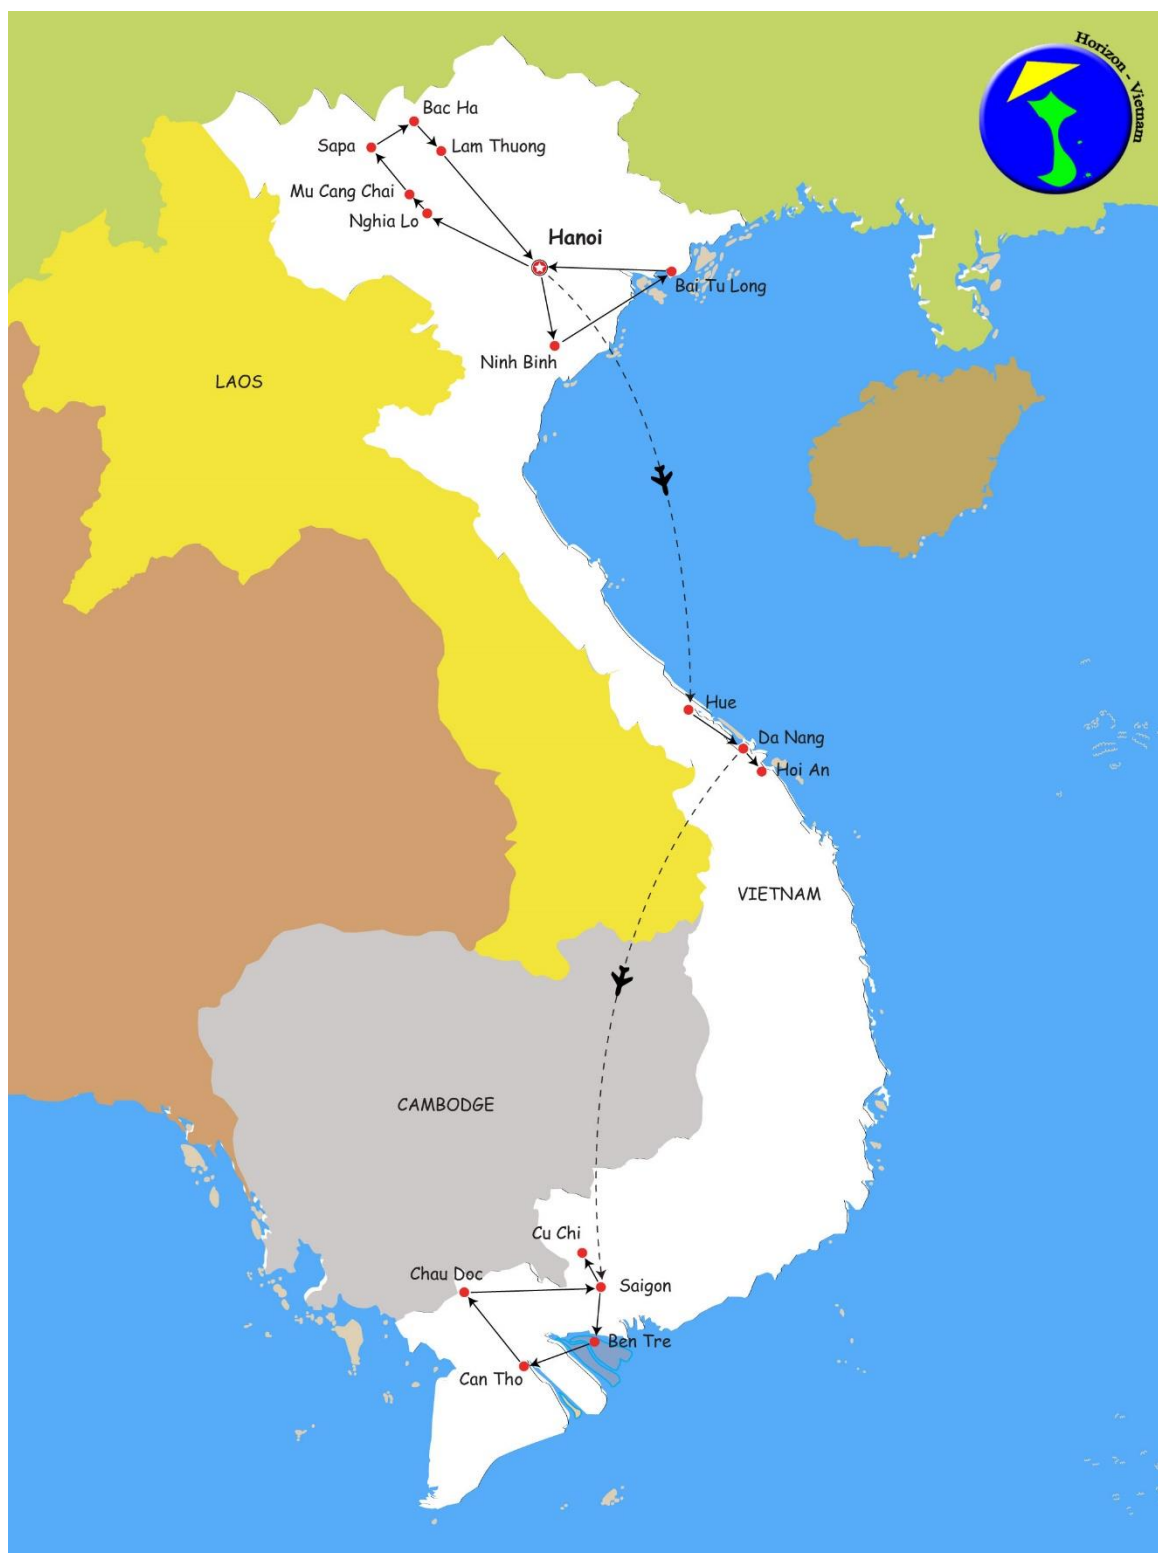 Horizon - Vietnam
Bac Ha
Sapa
Lam Thuong
Mu Cang Chai
Nghia Lo
Hanoi
Bai Tu Long
Ninh Binh
LAOS
Hue
Da Nang
Hoi An
VIETNAM
CAMBODGE
Cu Chi
Chau Doc
Saigon
Ben Tre
Can Tho